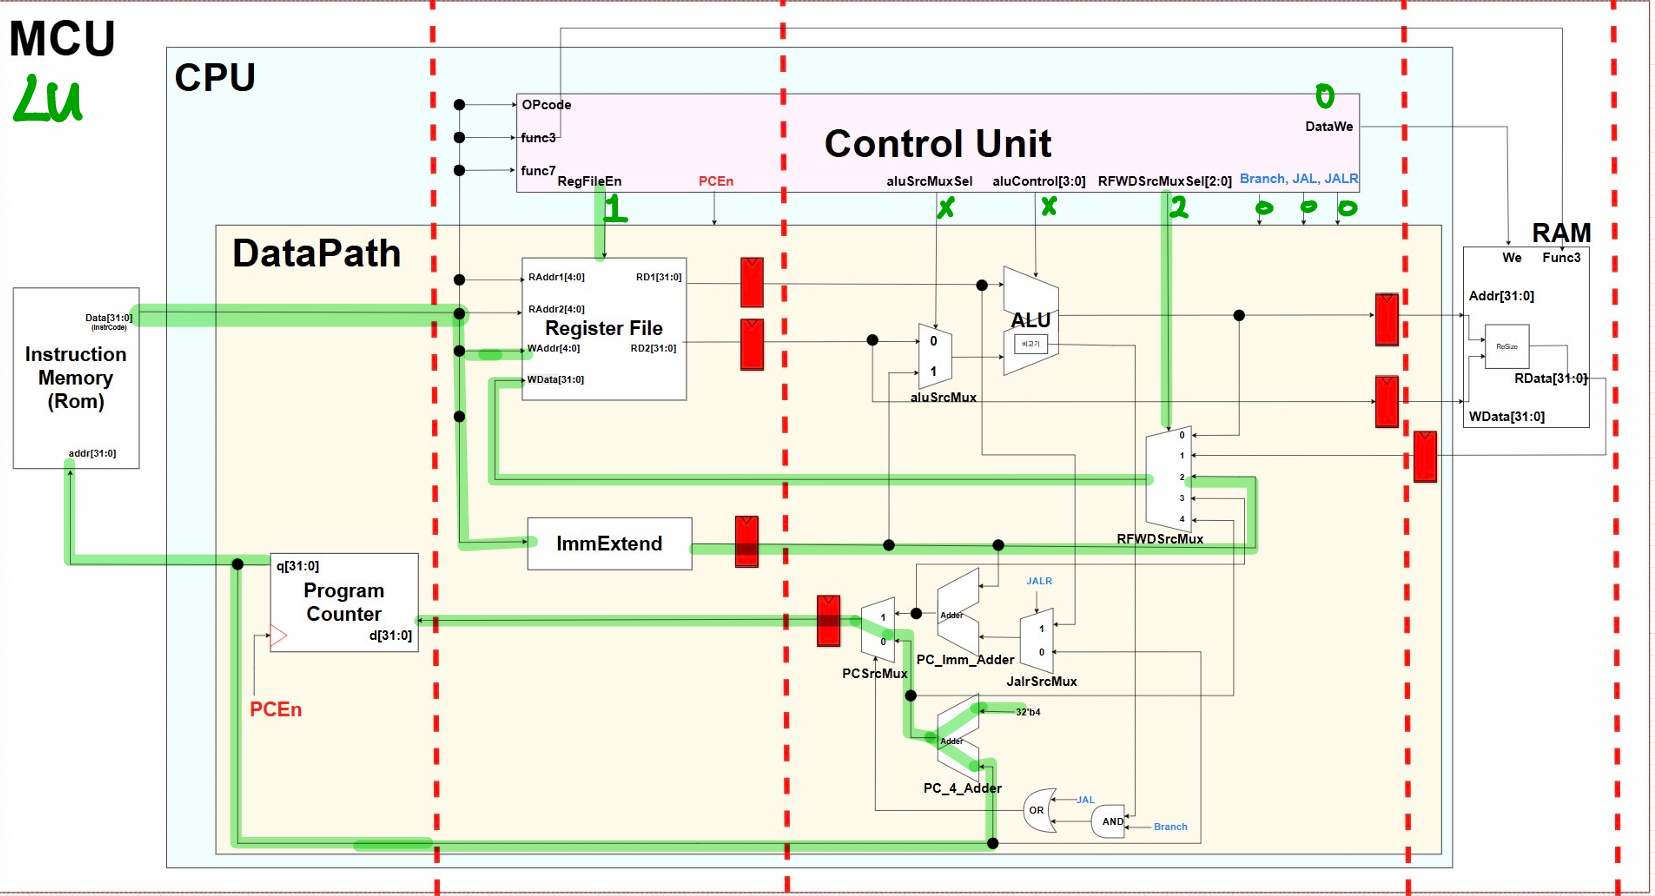 MCU
LU
CPU
OPcode
func3
func7
Control Unit
0
DataWe
RegFileEn
PCEn
aluSrcMuxSel
aluControl[3:0]
RFWDSrcMuxSel[2:0]
Branch, JAL, JALR
1
X
X
2
0
0
0
DataPath
RAM
We
Func3
Addr[31:0]
ReSize
RData[31:0]
WData[31:0]
RAddr1[4:0]
RD1[31:0]
RAddr2[4:0]
Register File
WAddr[4:0]
RD2[31:0]
WData[31:0]
Data[31:0]
(InstrCode)
Instruction
Memory
(Rom)
addr[31:0]
ALU
비교기
0
1
aluSrcMux
0
1
2
3
4
RFWDSrcMux
ImmExtend
q[31:0]
Program
Counter
d[31:0]
PCEn
1
0
PCSrcMux
Adder
PC_Imm_Adder
JALR
1
0
JalrSrcMux
32'b4
Adder
PC_4_Adder
OR
JAL
AND
Branch